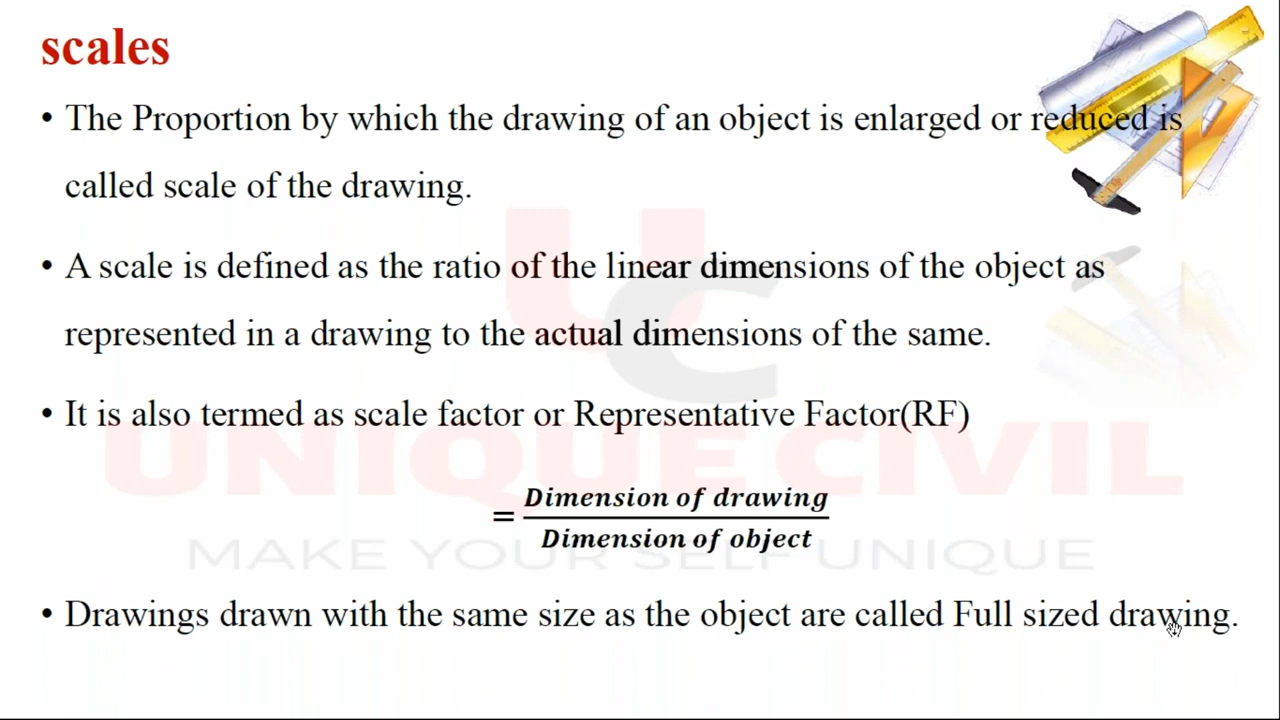 scales
• The Proportion by which the drawing of an object is enlarged or reduced is
called scale of the drawing.
• A scale is defined as the ratio of the linear dimensions of the object as
represented in a drawing to the actual dimensions of the same.
• It is also termed as scale factor or Representative Factor(RF)
UC
UNIQUE CIVIL
= Dimension of drawing
Dimension of object
MAKE YOUR SELF UNIQUE
• Drawings drawn with the same size as the object are called Full sized drawing.